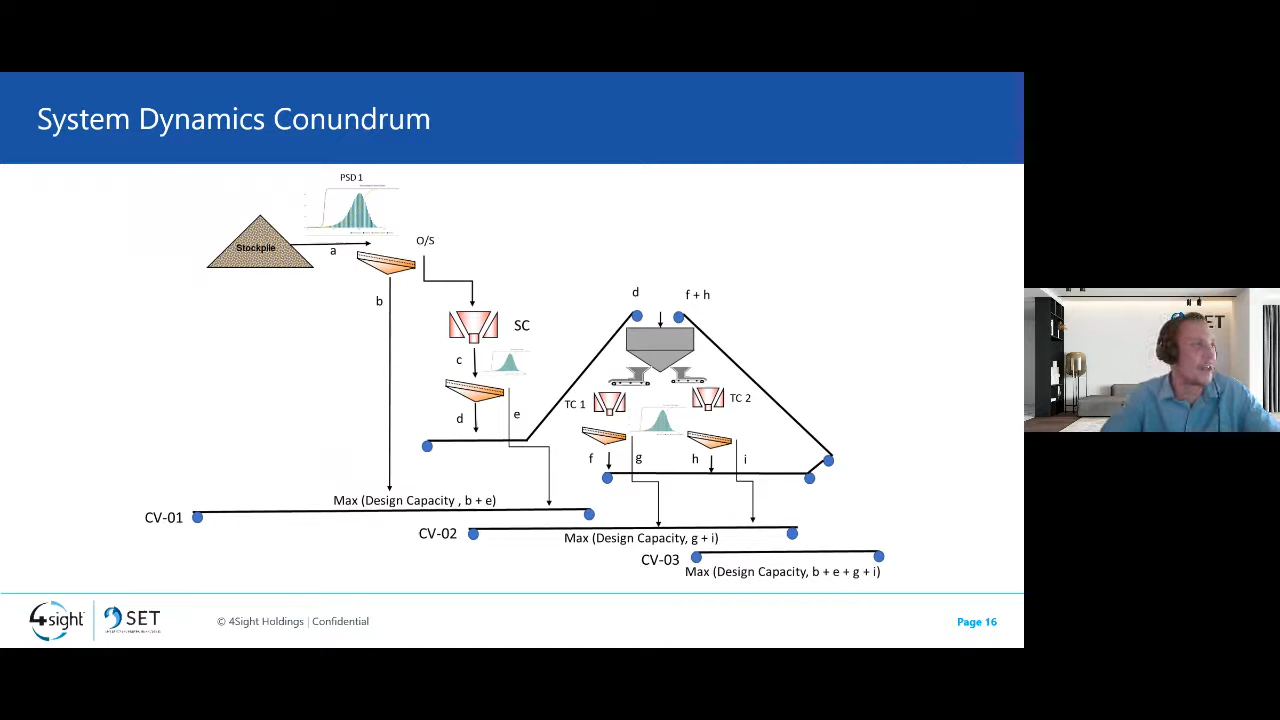 System Dynamics Conundrum
PSD 1
Stockpile
a
O/S
b
SC
c
d
e
d
f + h
TC 1
TC 2
f
g
h
i
Max (Design Capacity , b + e)
CV-01
CV-02
Max (Design Capacity, g + i)
CV-03
Max (Design Capacity, b + e + g + i)
4sight
SET
© 4Sight Holdings | Confidential
Page 16
SET